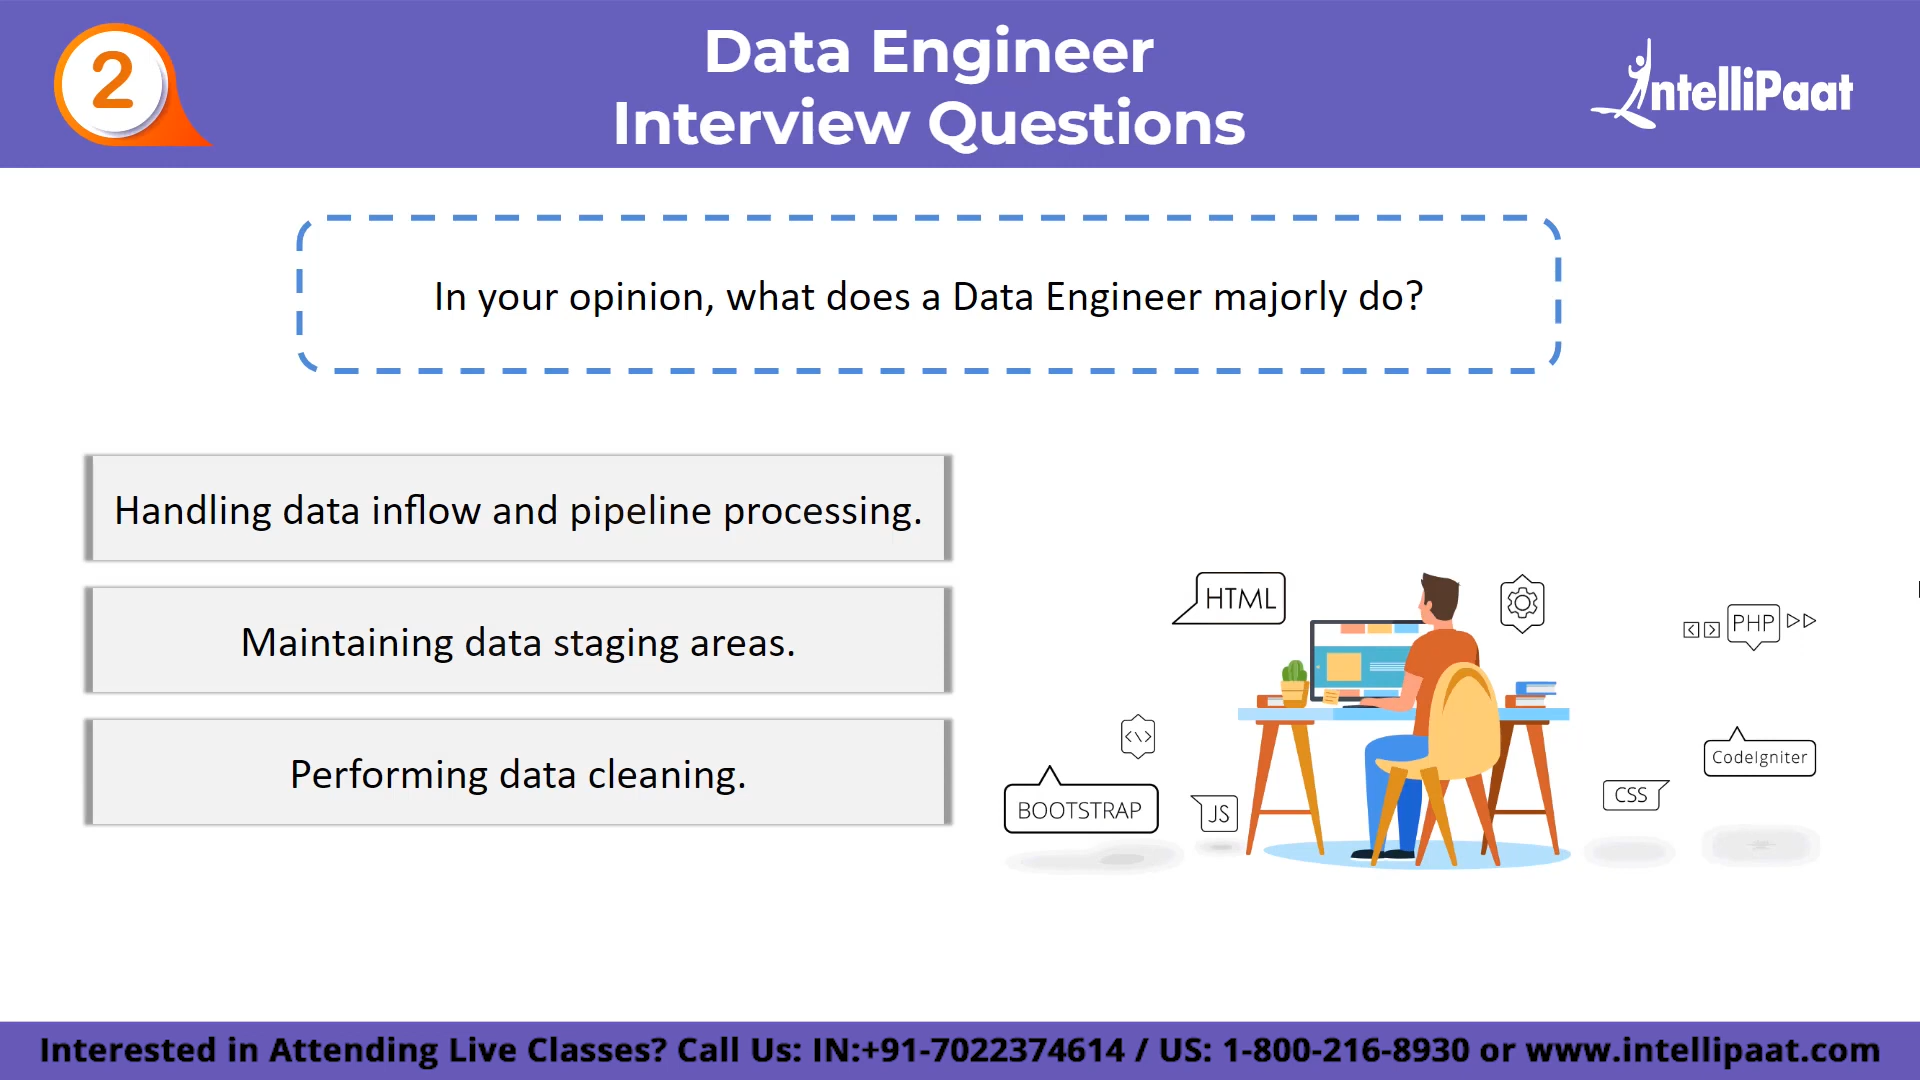 2
Data Engineer
Interview Questions
IntelliPaat
In your opinion, what does a Data Engineer majorly do?
Handling data inflow and pipeline processing.
Maintaining data staging areas.
Performing data cleaning.
HTML
PHP
<\>
BOOTSTRAP
JS
CSS
CodeIgniter
Interested in Attending Live Classes? Call Us: IN:+91-7022374614 / US: 1-800-216-8930 or www.intellipaat.com